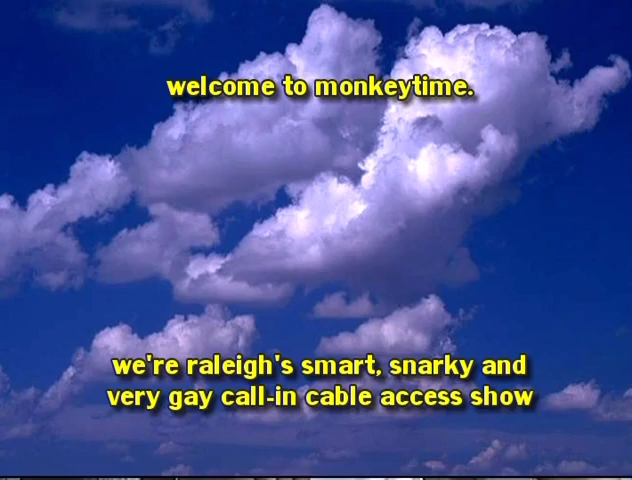 welcome to monkeytime.
we're raleigh's smart, snarky and
very gay call-in cable access show